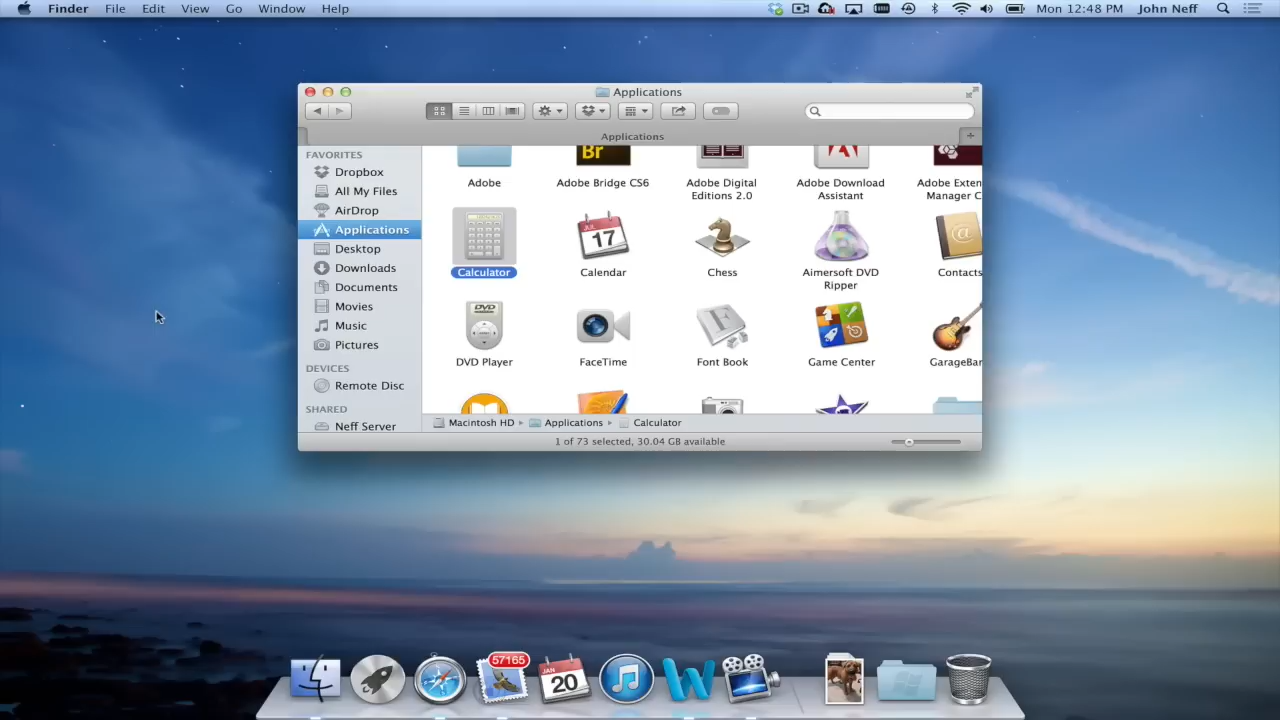 Finder File Edit View Go Window Help Mon 12:48 PM John Neff
Applications
Applications
FAVORITES
Dropbox
All My Files
AirDrop
Applications
Desktop
Downloads
Documents
Movies
Music
Pictures
DEVICES
Remote Disc
SHARED
Neff Server
Br
Adobe
Adobe Bridge CS6
Adobe Digital
Editions 2.0
Adobe Download
Assistant
Adobe Exten
Manager C
JUL
17
Calculator
Calendar
Chess
Aimersoft DVD
Ripper
Contacts
DVD
F
DVD Player
FaceTime
Font Book
Game Center
GarageBan
Macintosh HD Applications Calculator
1 of 73 selected, 30.04 GB available
57165
JAN
20
W